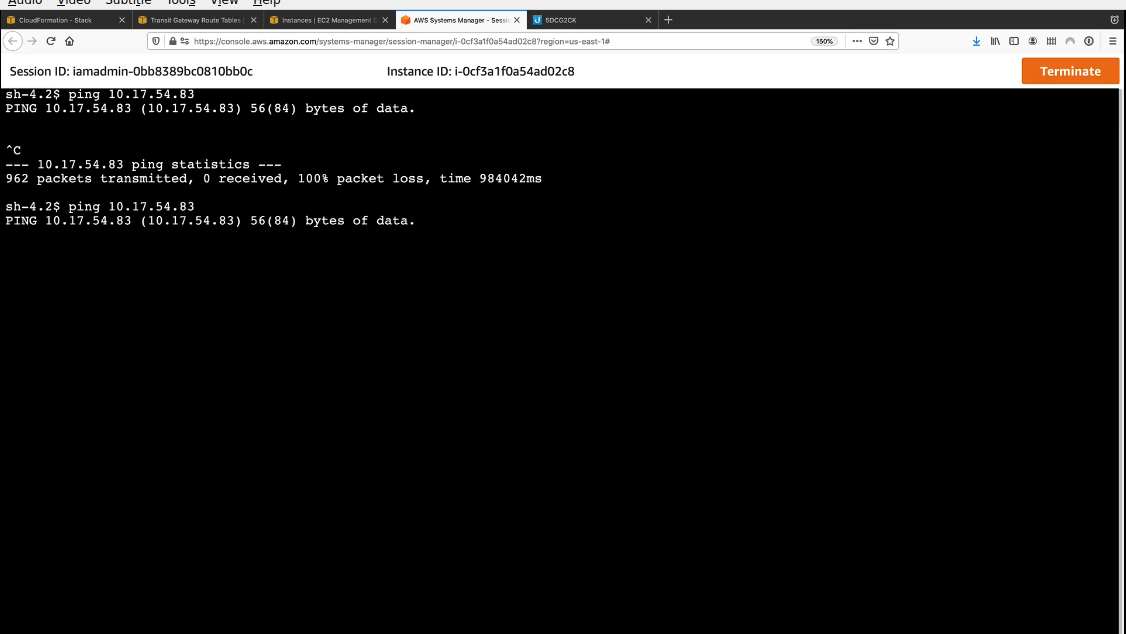 Audio Video Subtitle Tools View Help
CloudFormation - Stack Transit Gateway Route Tables | Instances | EC2 Management C AWS Systems Manager - Sessi 5DCG2CK
https://console.aws.amazon.com/systems-manager/session-manager/i-0cf3a1f0a54ad02c8?region=us-east-1# 150%
Session ID: iamadmin-0bb8389bc0810bb0c Instance ID: i-0cf3a1f0a54ad02c8 Terminate
sh-4.2$ ping 10.17.54.83
PING 10.17.54.83 (10.17.54.83) 56(84) bytes of data.
^C
--- 10.17.54.83 ping statistics ---
962 packets transmitted, 0 received, 100% packet loss, time 984042ms
sh-4.2$ ping 10.17.54.83
PING 10.17.54.83 (10.17.54.83) 56(84) bytes of data.